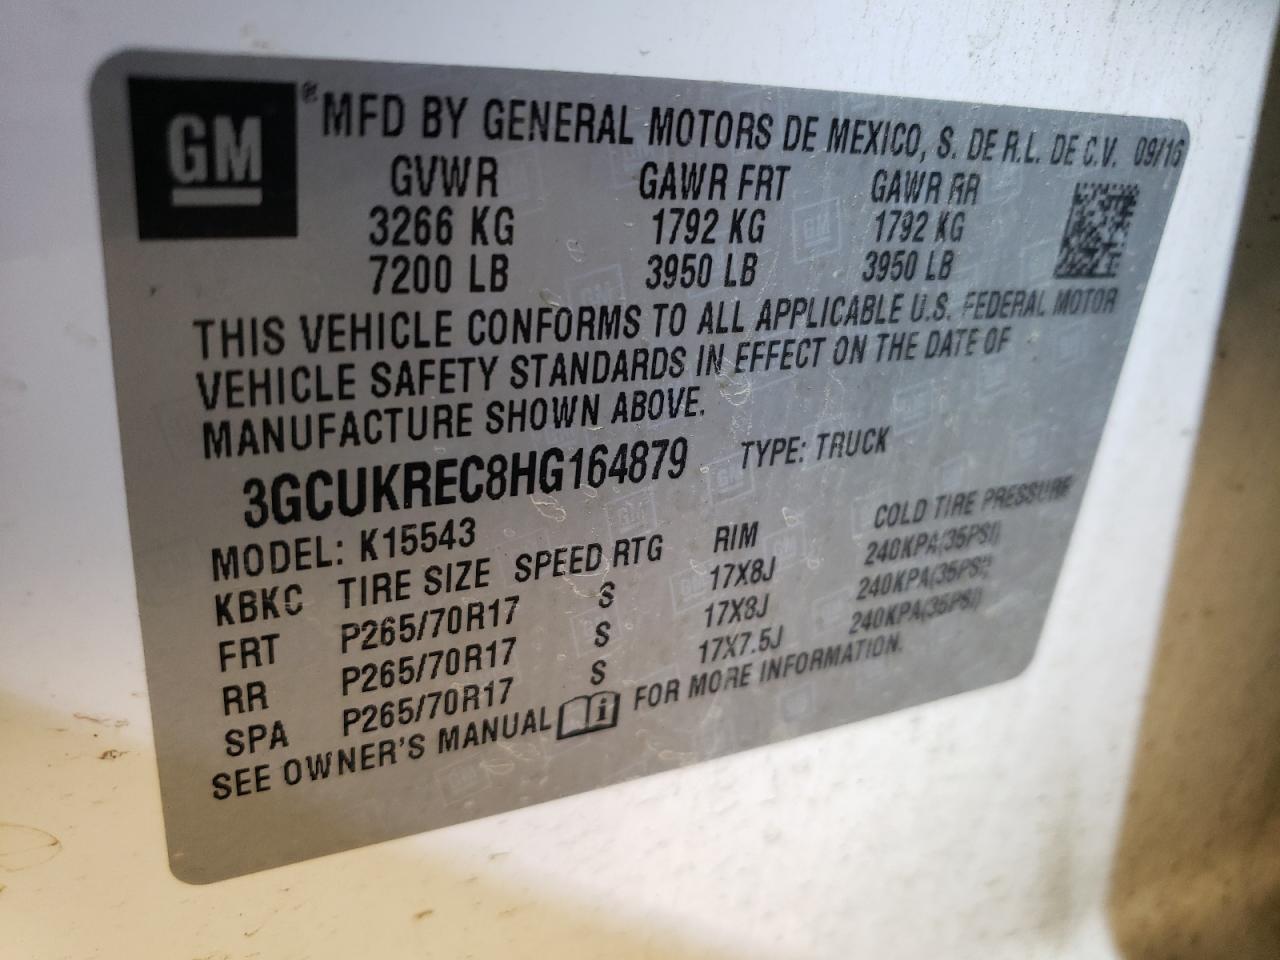 GM
® MFD BY GENERAL MOTORS DE MEXICO, S. DE R.L. DE C.V. 09/16
GVWR GAWR FRT GAWR RR
3266 KG 1792 KG 1792 KG
7200 LB 3950 LB 3950 LB
THIS VEHICLE CONFORMS TO ALL APPLICABLE U.S. FEDERAL MOTOR
VEHICLE SAFETY STANDARDS IN EFFECT ON THE DATE OF
MANUFACTURE SHOWN ABOVE.
3GCUKREC8HG164879 TYPE: TRUCK
MODEL: K15543
KBKC TIRE SIZE SPEED RTG RIM COLD TIRE PRESSURE
FRT P265/70R17 S 17X8J 240KPA(35PSI)
RR P265/70R17 S 17X8J 240KPA(35PSI)
SPA P265/70R17 S 17X7.5J 240KPA(35PSI)
SEE OWNER'S MANUAL FOR MORE INFORMATION.